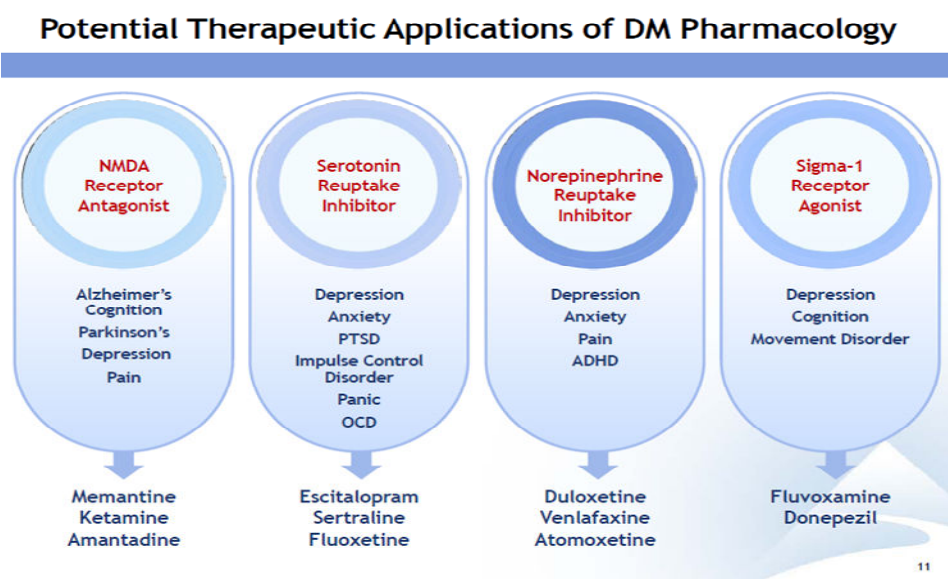 Potential Therapeutic Applications of DM Pharmacology
NMDA
Receptor
Antagonist
Alzheimer's
Cognition
Parkinson's
Depression
Pain
Memantine
Ketamine
Amantadine
Serotonin
Reuptake
Inhibitor
Depression
Anxiety
PTSD
Impulse Control
Disorder
Panic
OCD
Escitalopram
Sertraline
Fluoxetine
Norepinephrine
Reuptake
Inhibitor
Depression
Anxiety
Pain
ADHD
Duloxetine
Venlafaxine
Atomoxetine
Sigma-1
Receptor
Agonist
Depression
Cognition
Movement Disorder
Fluvoxamine
Donepezil
11